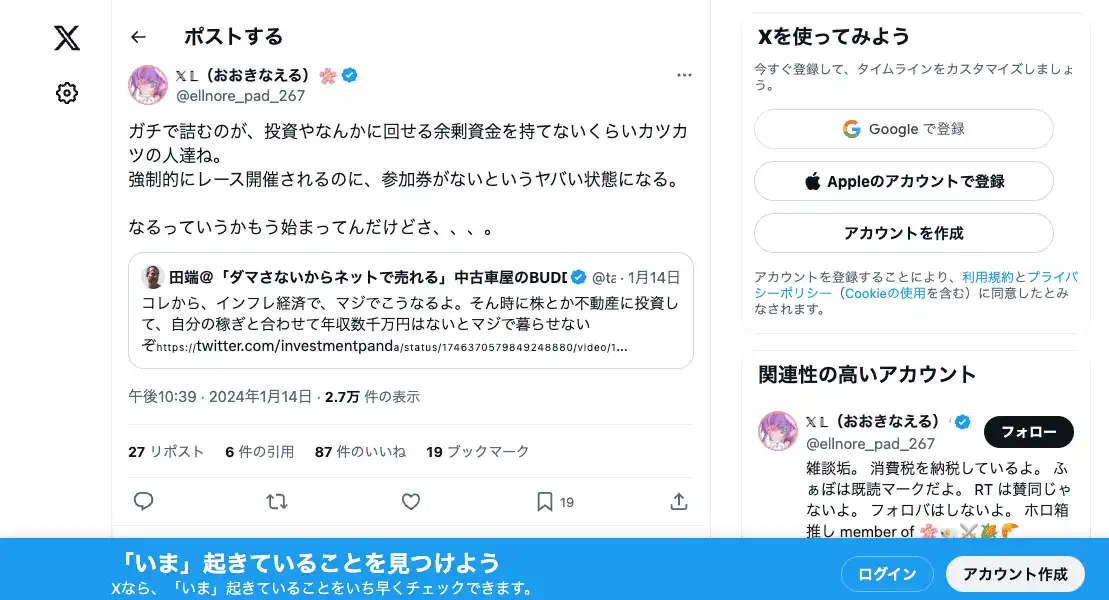 ポストする
𝕏 𝕃（おおきなえる）🌸
@ellnore_pad_267
ガチで詰むのが、投資やなんかに回せる余剰資金を持てないくらいカツカ
ツの人達ね。
強制的にレース開催されるのに、参加券がないというヤバい状態になる。
なるっていうかもう始まってんだけどさ、、、。
田端@「ダマさないからネットで売れる」中古車屋のBUDD @ta · 1月14日
コレから、インフレ経済で、マジでこうなるよ。そん時に株とか不動産に投資し
て、自分の稼ぎと合わせて年収数千万円はないとマジで暮らせない
ぞhttps://twitter.com/investmentpanda/status/1746370579849248880/video/1...
午後10:39 · 2024年1月14日 · 2.7万 件の表示
27 リポスト 6 件の引用 87 件のいいね 19 ブックマーク
19
Xを使ってみよう
今すぐ登録して、タイムラインをカスタマイズしましょ
う。
Google で登録
Appleのアカウントで登録
アカウントを作成
アカウントを登録することにより、利用規約とプライバ
シーポリシー（Cookieの使用を含む）に同意したとみ
なされます。
関連性の高いアカウント
𝕏 𝕃（おおきなえる）
@ellnore_pad_267
フォロー
雑談垢。 消費税を納税しているよ。 ふ
ぁぼは既読マークだよ。 RT は賛同じゃ
ないよ。 フォロバはしないよ。 ホロ箱
推し member of
「いま」起きていることを見つけよう
Xなら、「いま」起きていることをいち早くチェックできます。
ログイン
アカウント作成